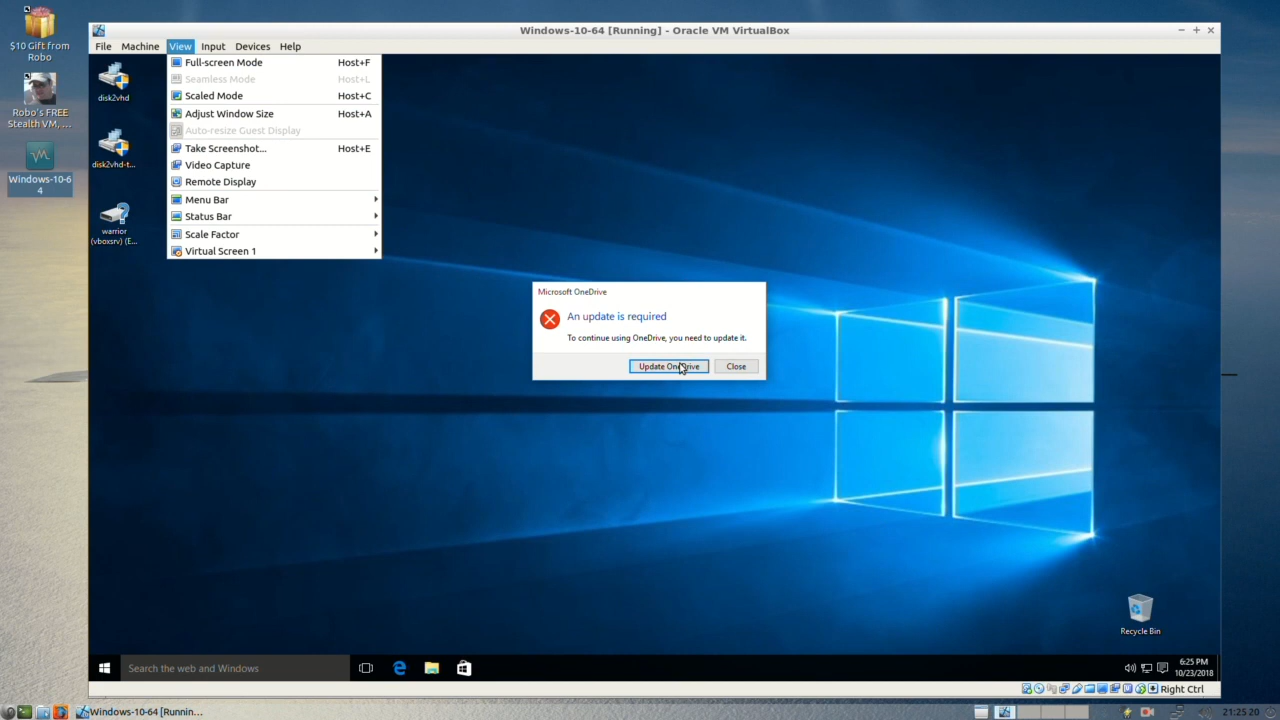 $10 Gift from
Robo
Robo's FREE
Stealth VM, ...
Windows-10-6
4
Windows-10-64 [Running] - Oracle VM VirtualBox
File Machine View Input Devices Help
disk2vhd
disk2vhd-t...
warrior
(vboxsrv) (E...
Full-screen Mode Host+F
Seamless Mode Host+L
Scaled Mode Host+C
Adjust Window Size Host+A
Auto-resize Guest Display
Take Screenshot... Host+E
Video Capture
Remote Display
Menu Bar
Status Bar
Scale Factor
Virtual Screen 1
Microsoft OneDrive
An update is required
To continue using OneDrive, you need to update it.
Update OneDrive Close
Recycle Bin
Search the web and Windows
6:25 PM
10/23/2018
Right Ctrl
Windows-10-64 [Runnin...
21:25 20